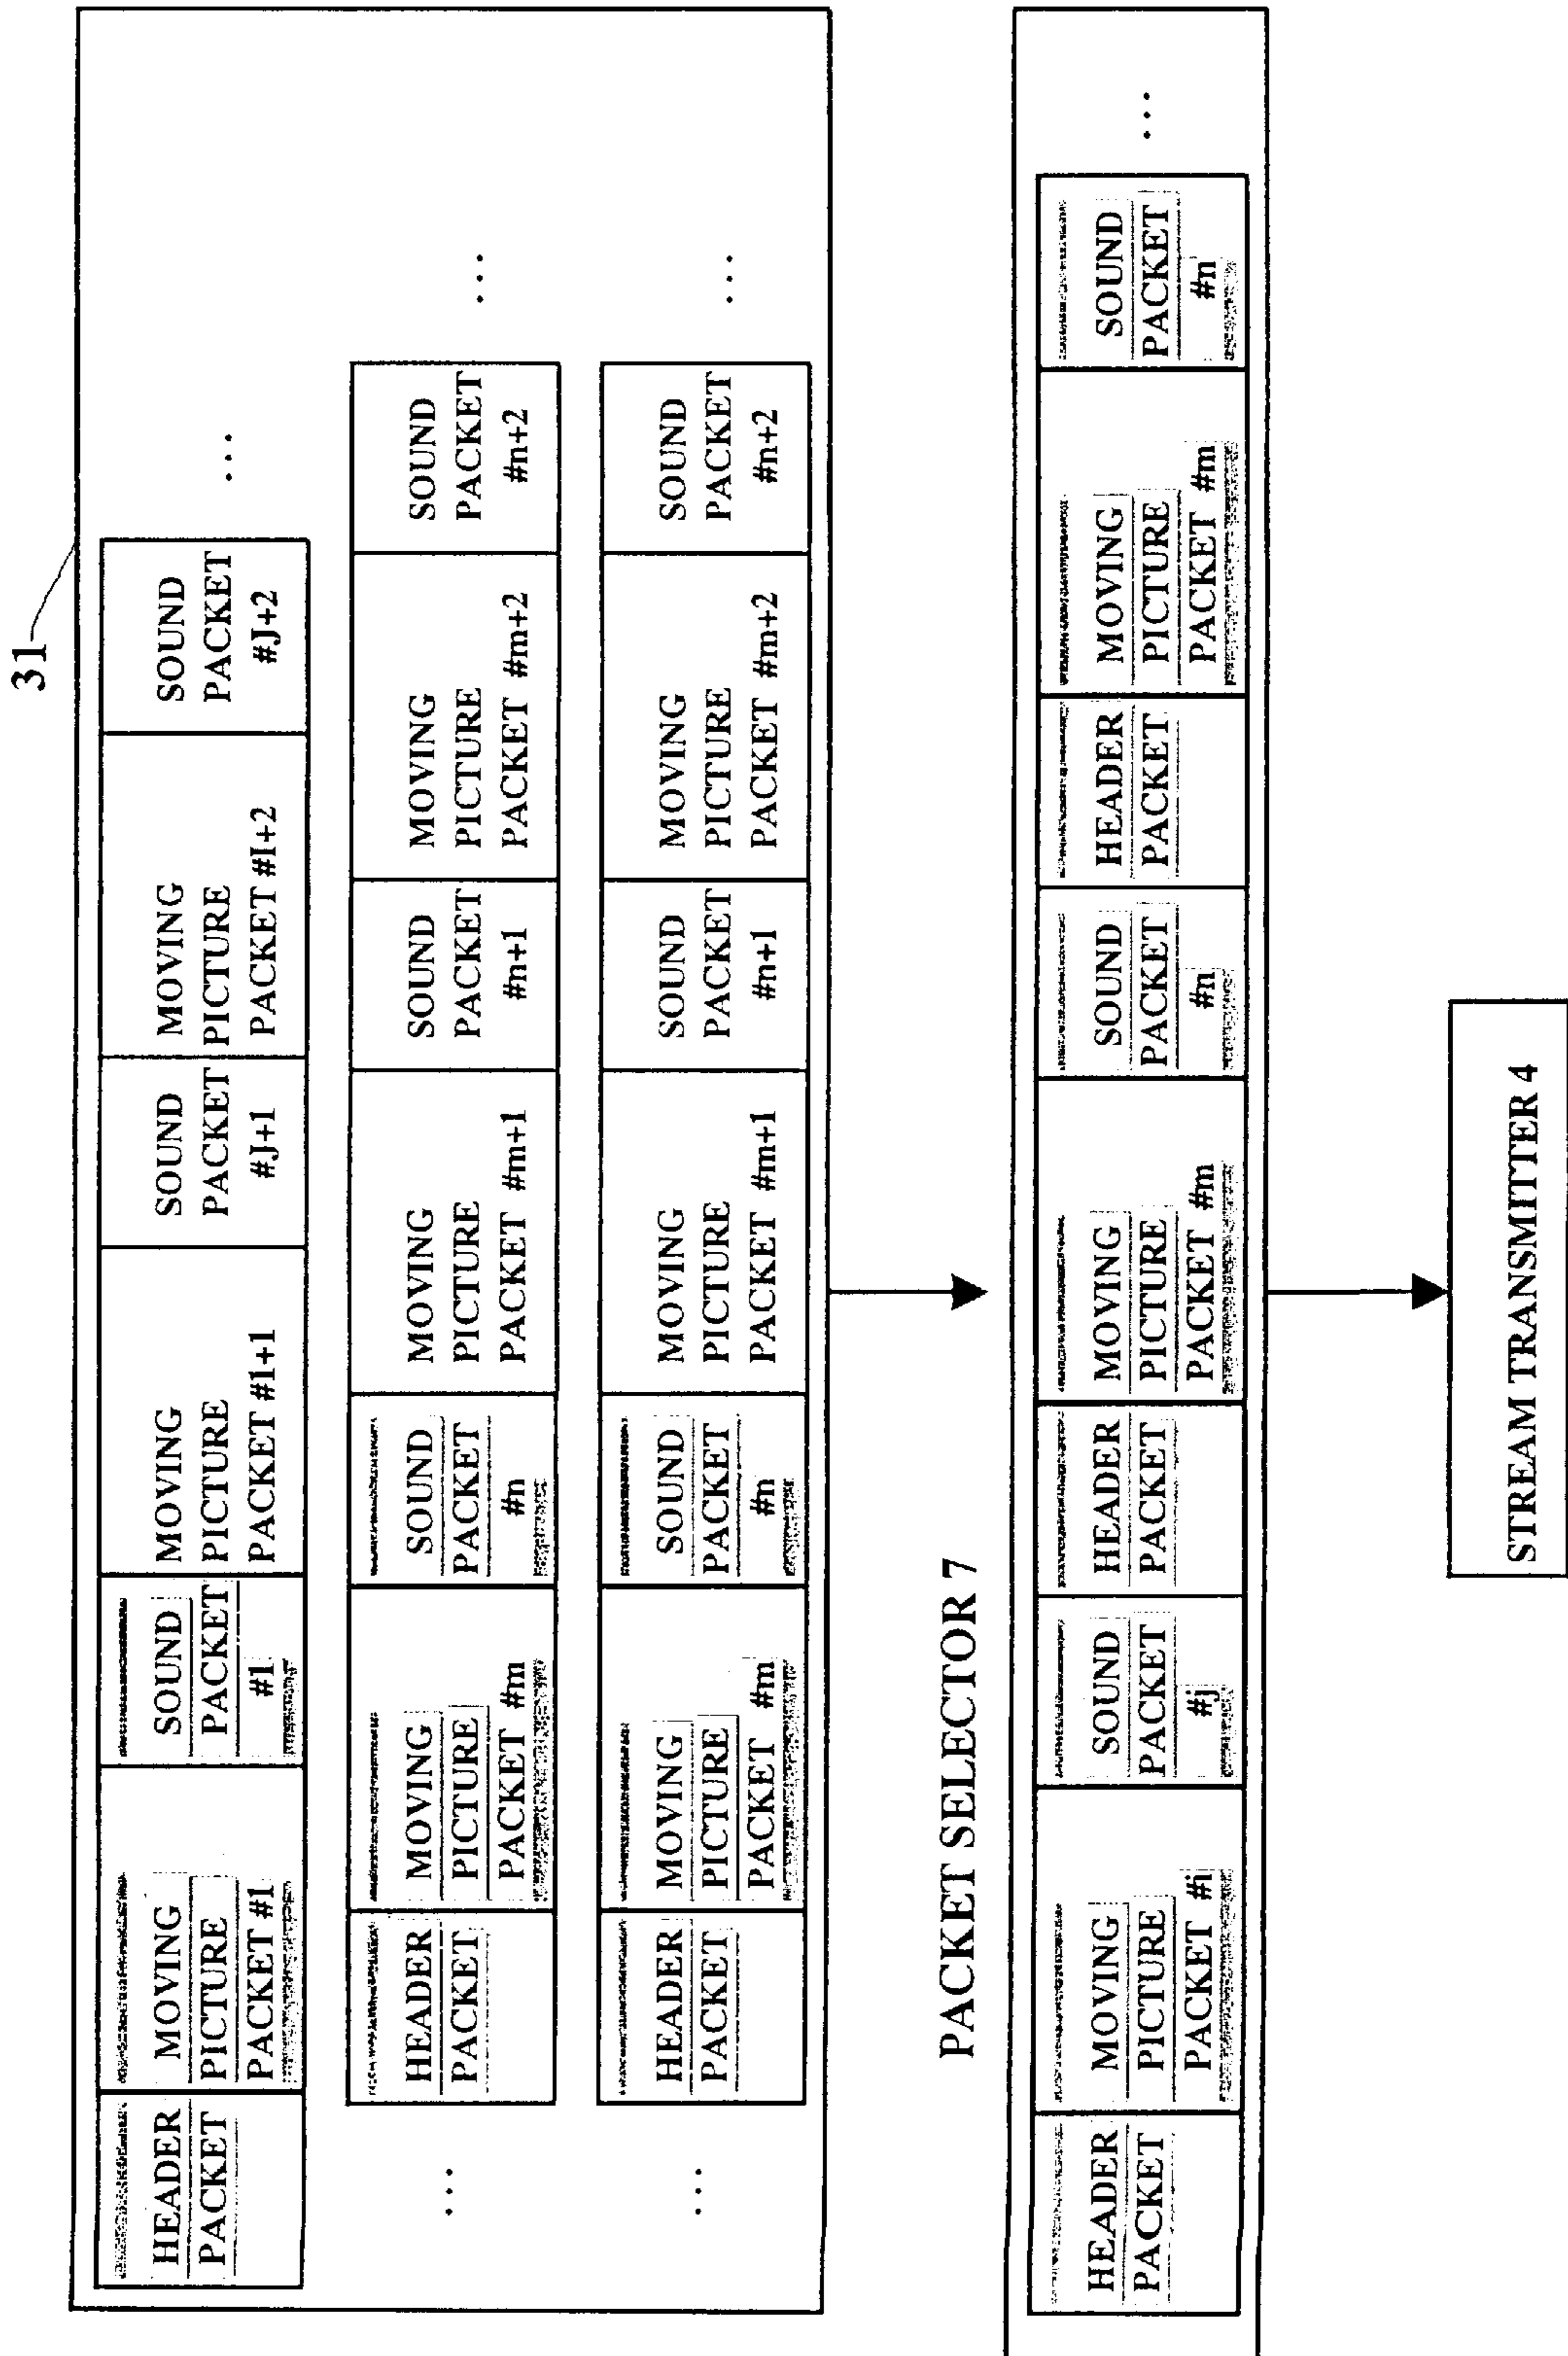 31
HEADER
PACKET
MOVING
PICTURE
PACKET #1
SOUND
PACKET
#1
MOVING
PICTURE
PACKET #1+1
SOUND
PACKET
#J+1
MOVING
PICTURE
PACKET #I+2
SOUND
PACKET
#J+2
...
...
HEADER
PACKET
MOVING
PICTURE
PACKET #m
SOUND
PACKET
#n
MOVING
PICTURE
PACKET #m+1
SOUND
PACKET
#n+1
MOVING
PICTURE
PACKET #m+2
SOUND
PACKET
#n+2
...
...
HEADER
PACKET
MOVING
PICTURE
PACKET #m
SOUND
PACKET
#n
MOVING
PICTURE
PACKET #m+1
SOUND
PACKET
#n+1
MOVING
PICTURE
PACKET #m+2
SOUND
PACKET
#n+2
...
PACKET SELECTOR 7
HEADER
PACKET
MOVING
PICTURE
PACKET #i
SOUND
PACKET
#j
HEADER
PACKET
MOVING
PICTURE
PACKET #m
SOUND
PACKET
#n
HEADER
PACKET
MOVING
PICTURE
PACKET #m
SOUND
PACKET
#n
...
STREAM TRANSMITTER 4